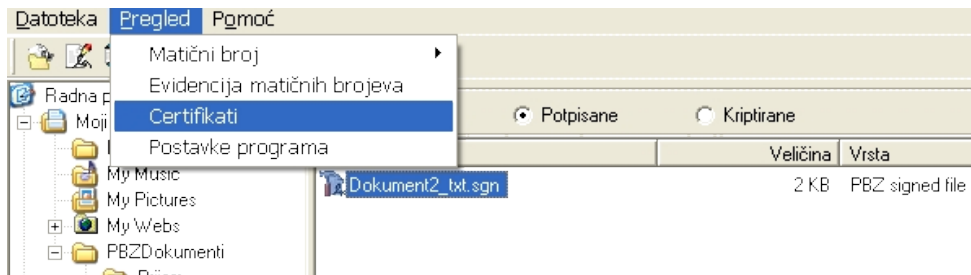 Datoteka Pregled Pomoć
Matični broj
Evidencija matičnih brojeva
Certifikati
Postavke programa
Radna p
Moji
Potpisane Kriptirane
Veličina Vrsta
My Music
Dokument2_txt.sgn 2 KB PBZ signed file
My Pictures
My Webs
PBZDokumenti